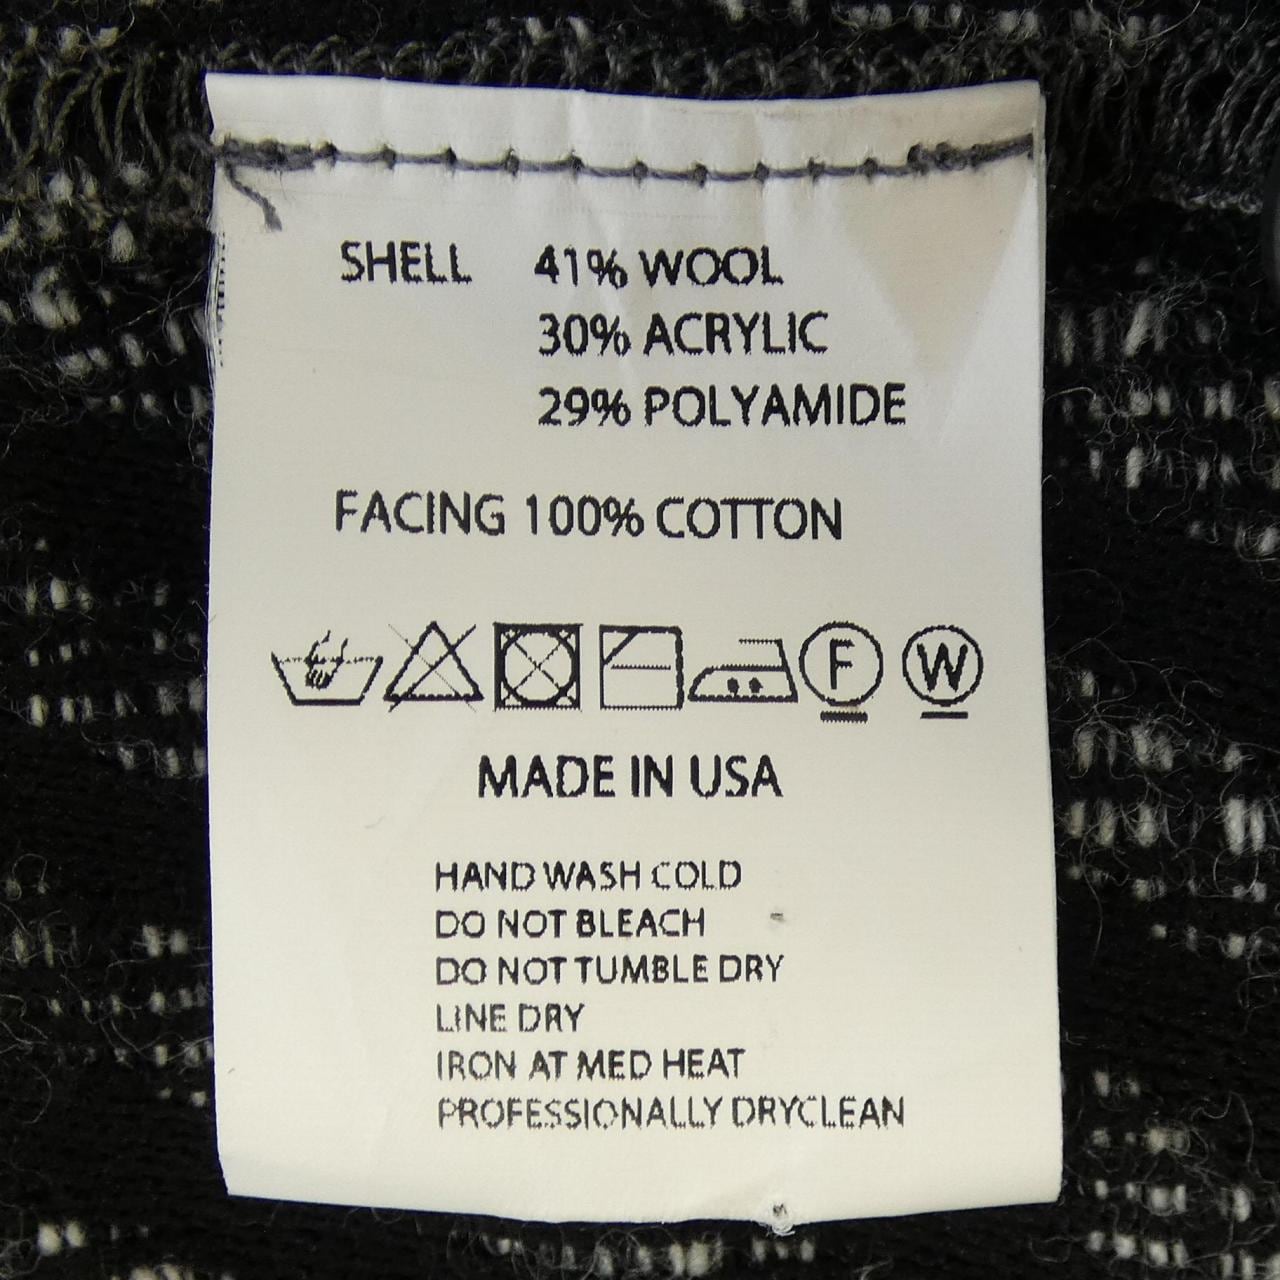 SHELL 41% WOOL
30% ACRYLIC
29% POLYAMIDE
FACING 100% COTTON
F W
MADE IN USA
HAND WASH COLD
DO NOT BLEACH
DO NOT TUMBLE DRY
LINE DRY
IRON AT MED HEAT
PROFESSIONALLY DRYCLEAN